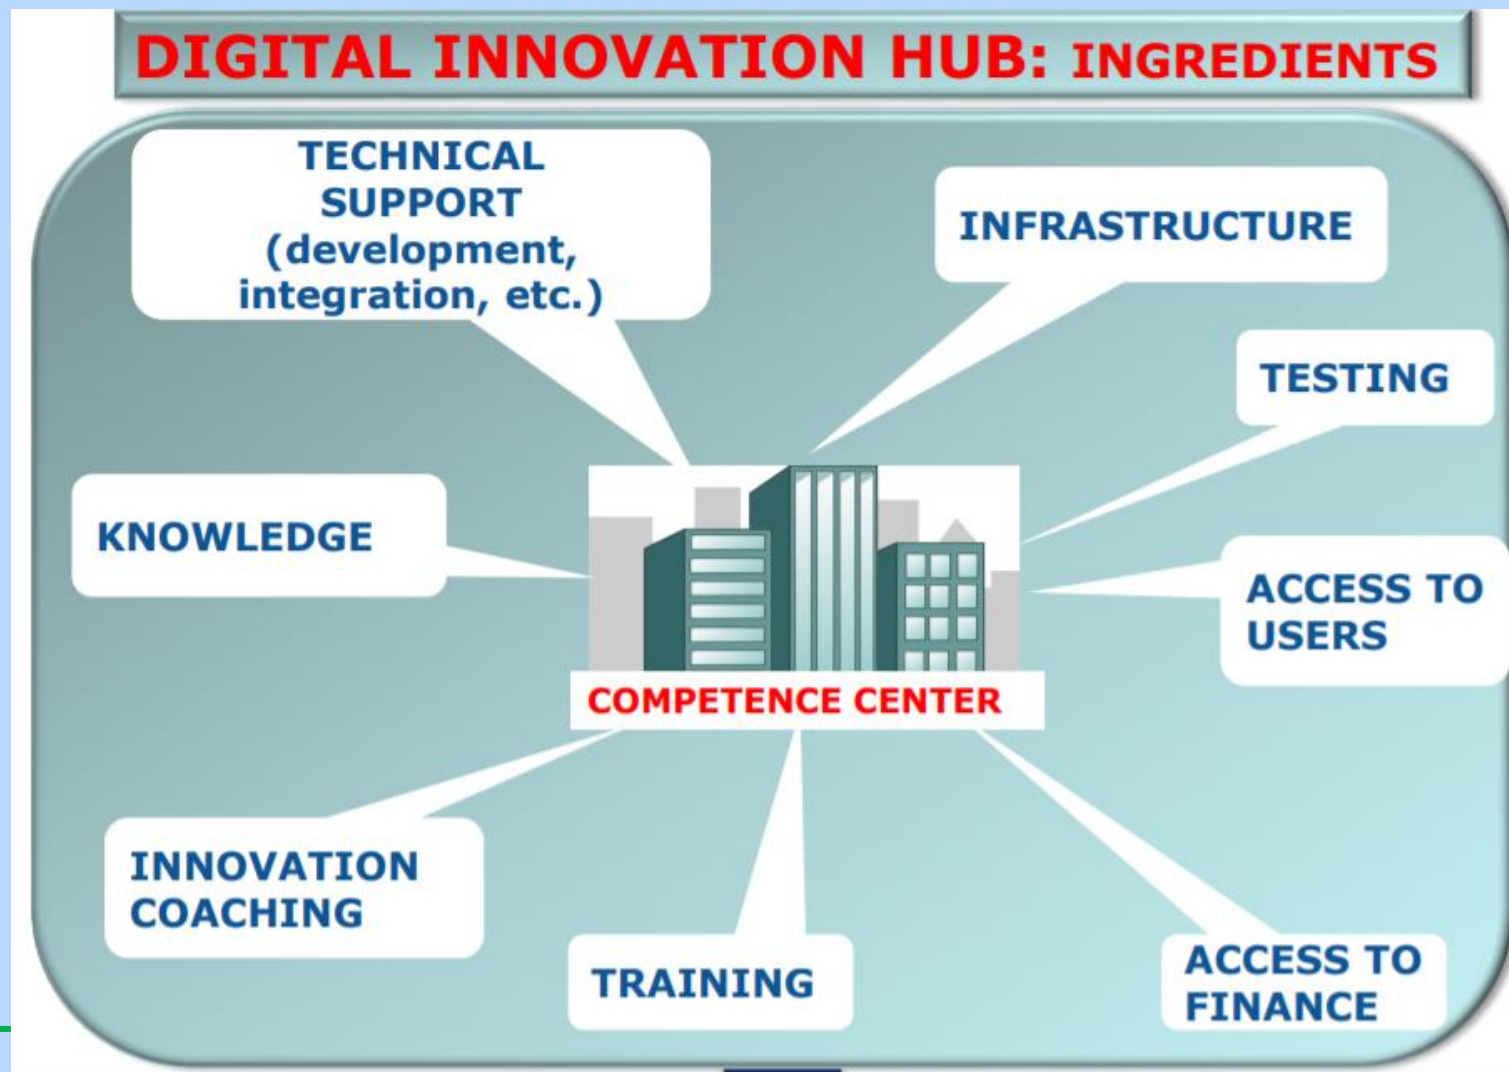 DIGITAL INNOVATION HUB: INGREDIENTS
TECHNICAL
SUPPORT
(development,
integration, etc.)
INFRASTRUCTURE
TESTING
KNOWLEDGE
ACCESS TO
USERS
COMPETENCE CENTER
INNOVATION
COACHING
TRAINING
ACCESS TO
FINANCE